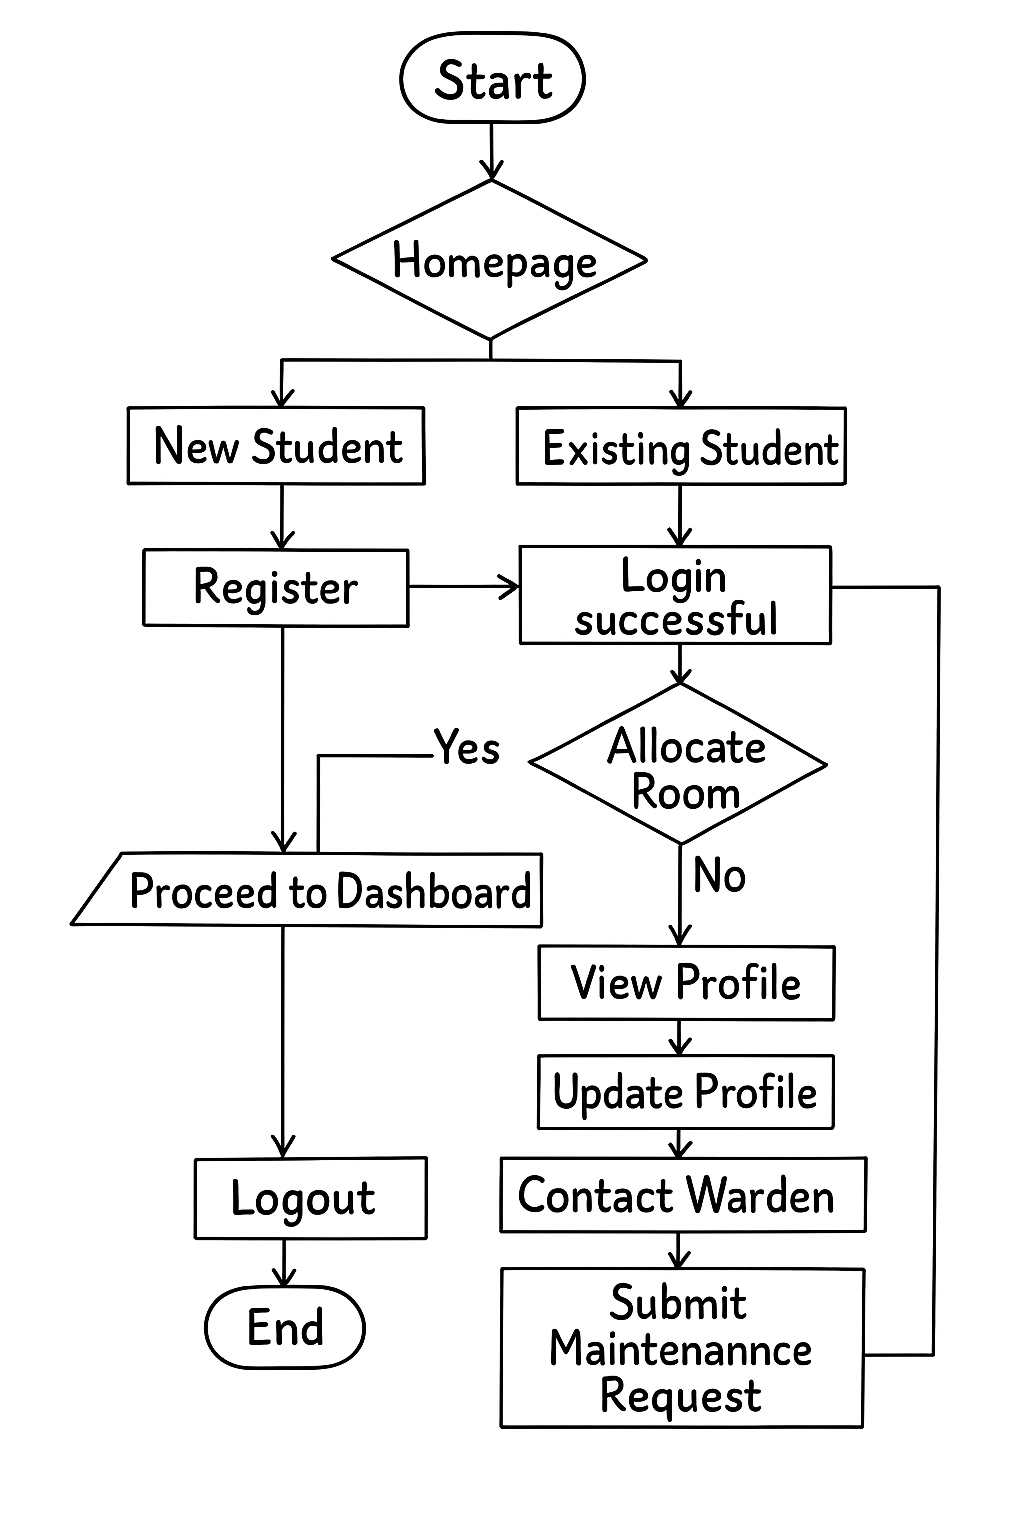 Start
Homepage
New Student
Existing Student
Register
Login
successful
Yes
Allocate
Room
No
Proceed to Dashboard
View Profile
Update Profile
Contact Warden
Logout
Submit
Maintenannce
Request
End